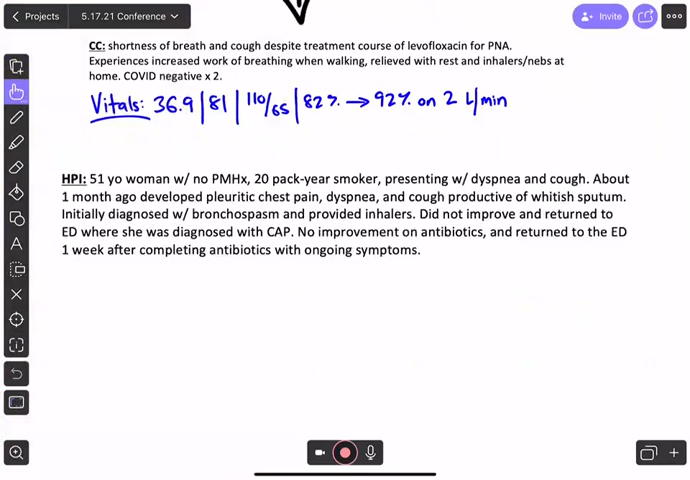 Projects
5.17.21 Conference
Invite
CC: shortness of breath and cough despite treatment course of levofloxacin for PNA.
Experiences increased work of breathing when walking, relieved with rest and inhalers/nebs at
home. COVID negative x 2.
Vitals: 36.9 | 81 | 110/65 | 82% → 92% on 2 L/min
HPI: 51 yo woman w/ no PMHx, 20 pack-year smoker, presenting w/ dyspnea and cough. About
1 month ago developed pleuritic chest pain, dyspnea, and cough productive of whitish sputum.
Initially diagnosed w/ bronchospasm and provided inhalers. Did not improve and returned to
ED where she was diagnosed with CAP. No improvement on antibiotics, and returned to the ED
1 week after completing antibiotics with ongoing symptoms.